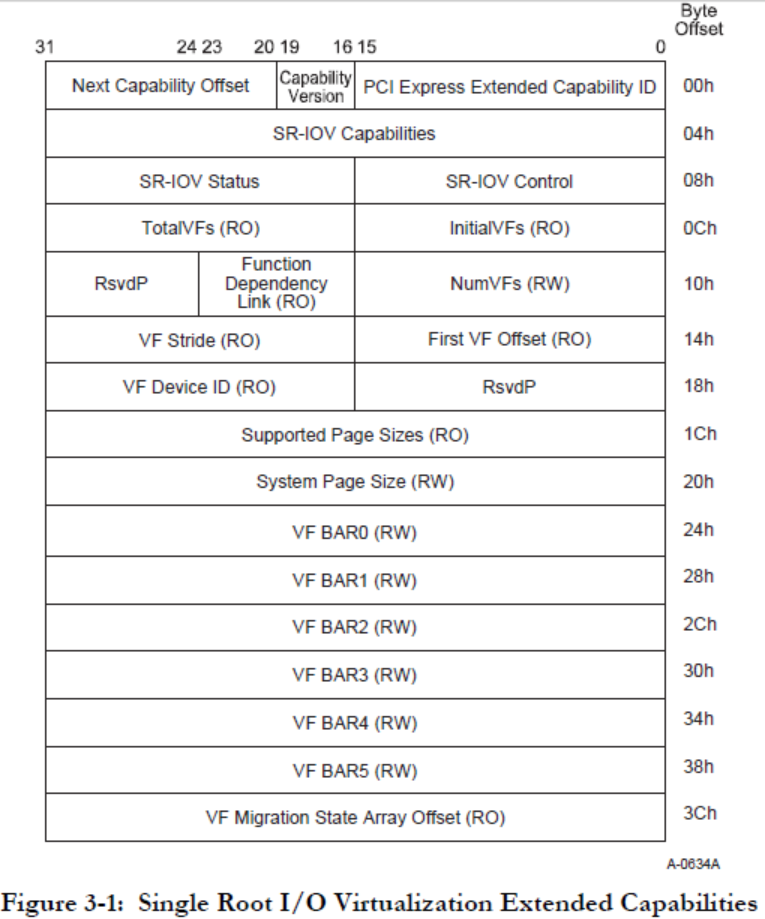 Byte
Offset
31 24 23 20 19 16 15 0
Next Capability Offset
Capability
Version
PCI Express Extended Capability ID
00h
SR-IOV Capabilities
04h
SR-IOV Status
SR-IOV Control
08h
TotalVFs (RO)
InitialVFs (RO)
0Ch
RsvdP
Function
Dependency
Link (RO)
NumVFs (RW)
10h
VF Stride (RO)
First VF Offset (RO)
14h
VF Device ID (RO)
RsvdP
18h
Supported Page Sizes (RO)
1Ch
System Page Size (RW)
20h
VF BAR0 (RW)
24h
VF BAR1 (RW)
28h
VF BAR2 (RW)
2Ch
VF BAR3 (RW)
30h
VF BAR4 (RW)
34h
VF BAR5 (RW)
38h
VF Migration State Array Offset (RO)
3Ch
A-0634A
Figure 3-1: Single Root I/O Virtualization Extended Capabilities